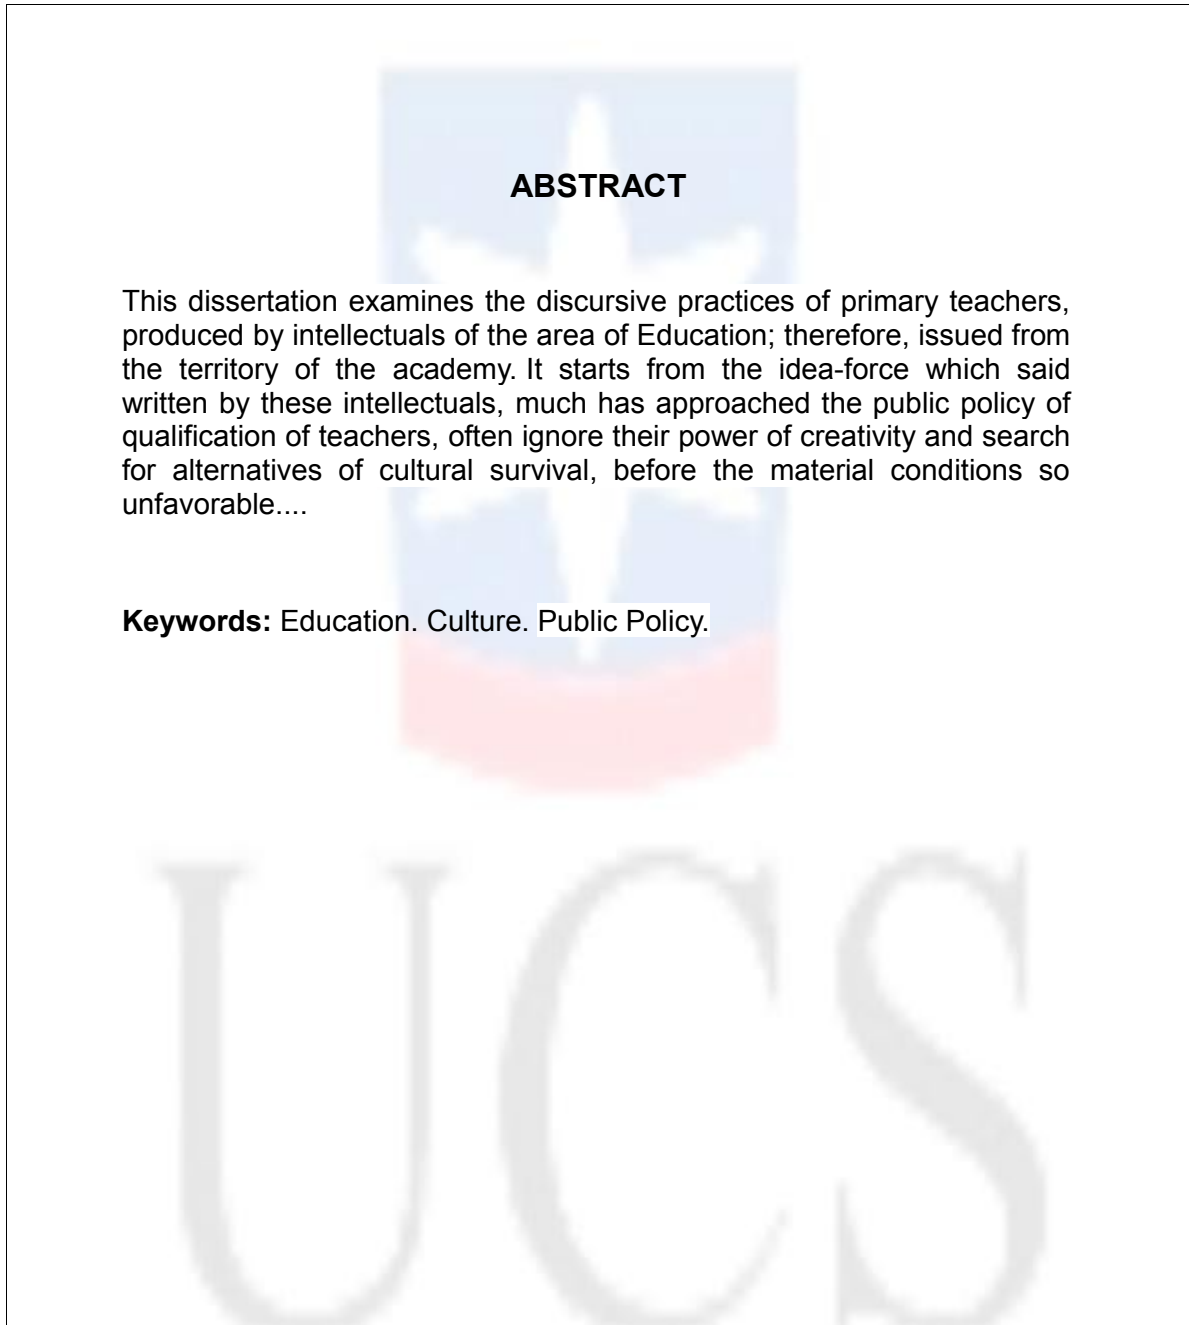 ABSTRACT
This dissertation examines the discursive practices of primary teachers,
produced by intellectuals of the area of Education; therefore, issued from
the territory of the academy. It starts from the idea-force which said
written by these intellectuals, much has approached the public policy of
qualification of teachers, often ignore their power of creativity and search
for alternatives of cultural survival, before the material conditions so
unfavorable....
Keywords: Education. Culture. Public Policy.
UCS